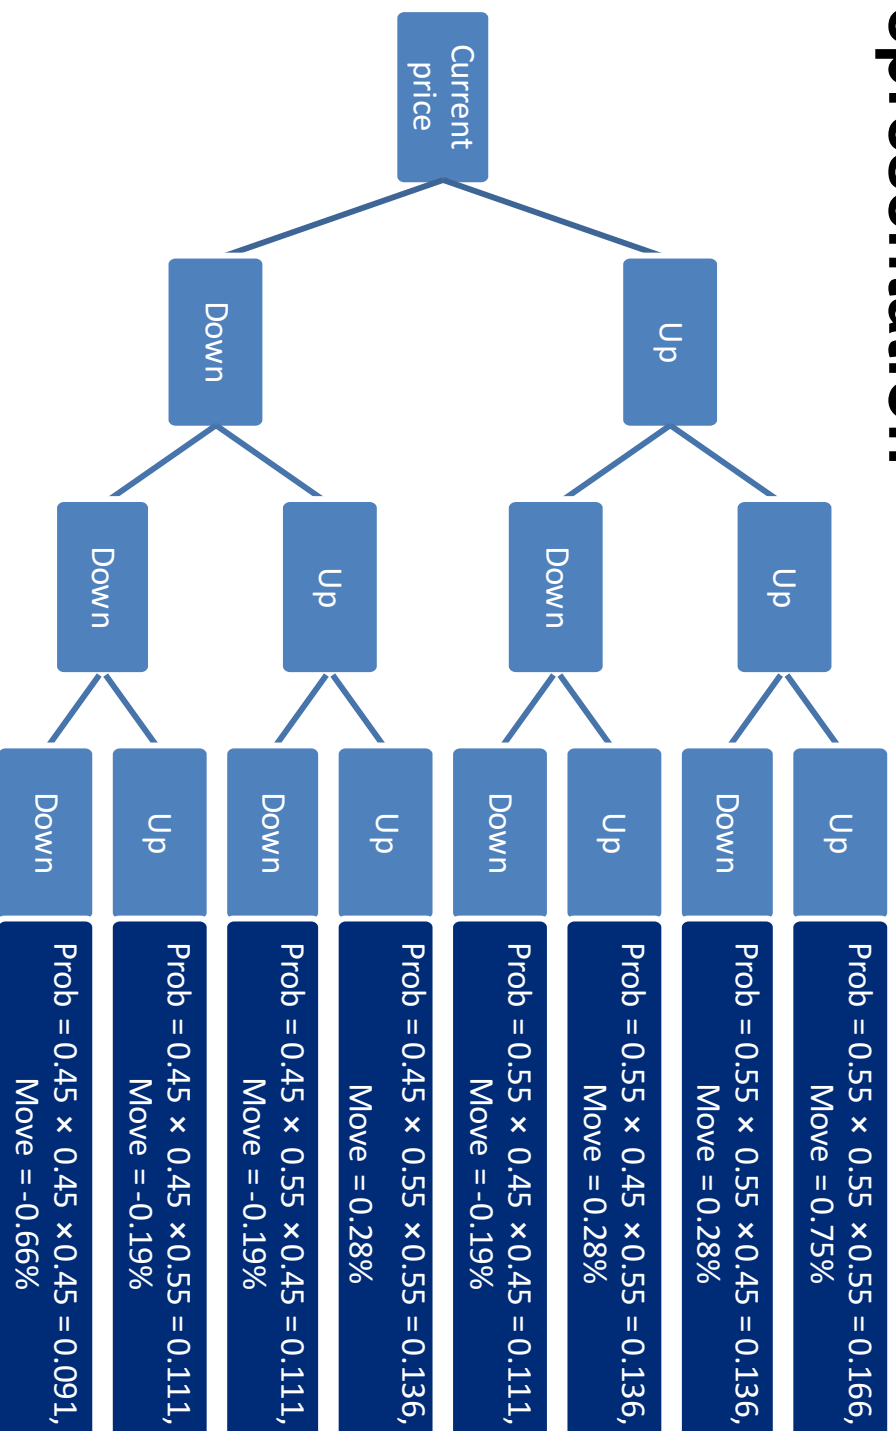 Current
price
Up
Down
Up
Down
Up
Down
Up
Down
Up
Down
Up
Down
Up
Down
Prob =0.55 × 0.55 ×0.55 =0.166,
Move =0.75%
Prob =0.55 × 0.55 ×0.45 =0.136,
Move =0.28%
Prob =0.55 × 0.45 ×0.55 =0.136,
Move =0.28%
Prob =0.55 × 0.45 ×0.45 =0.111,
Move =-0.19%
Prob =0.45 × 0.55 ×0.55 =0.136,
Move =0.28%
Prob =0.45 × 0.55 ×0.45 =0.111,
Move =-0.19%
Prob =0.45 × 0.45 ×0.55 =0.111,
Move =-0.19%
Prob =0.45 × 0.45 ×0.45 =0.091,
Move =-0.66%